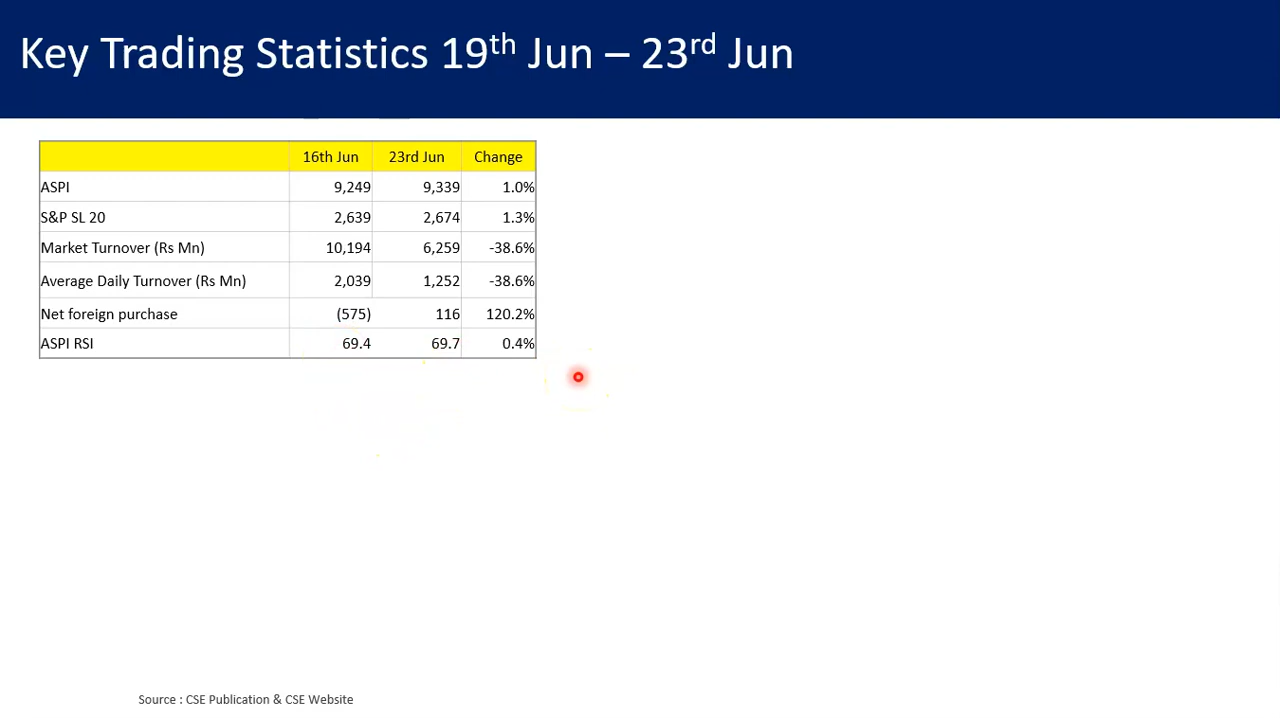 Key Trading Statistics 19th Jun – 23rd Jun
16th Jun 23rd Jun Change
ASPI 9,249 9,339 1.0%
S&P SL 20 2,639 2,674 1.3%
Market Turnover (Rs Mn) 10,194 6,259 -38.6%
Average Daily Turnover (Rs Mn) 2,039 1,252 -38.6%
Net foreign purchase (575) 116 120.2%
ASPI RSI 69.4 69.7 0.4%
Source : CSE Publication & CSE Website